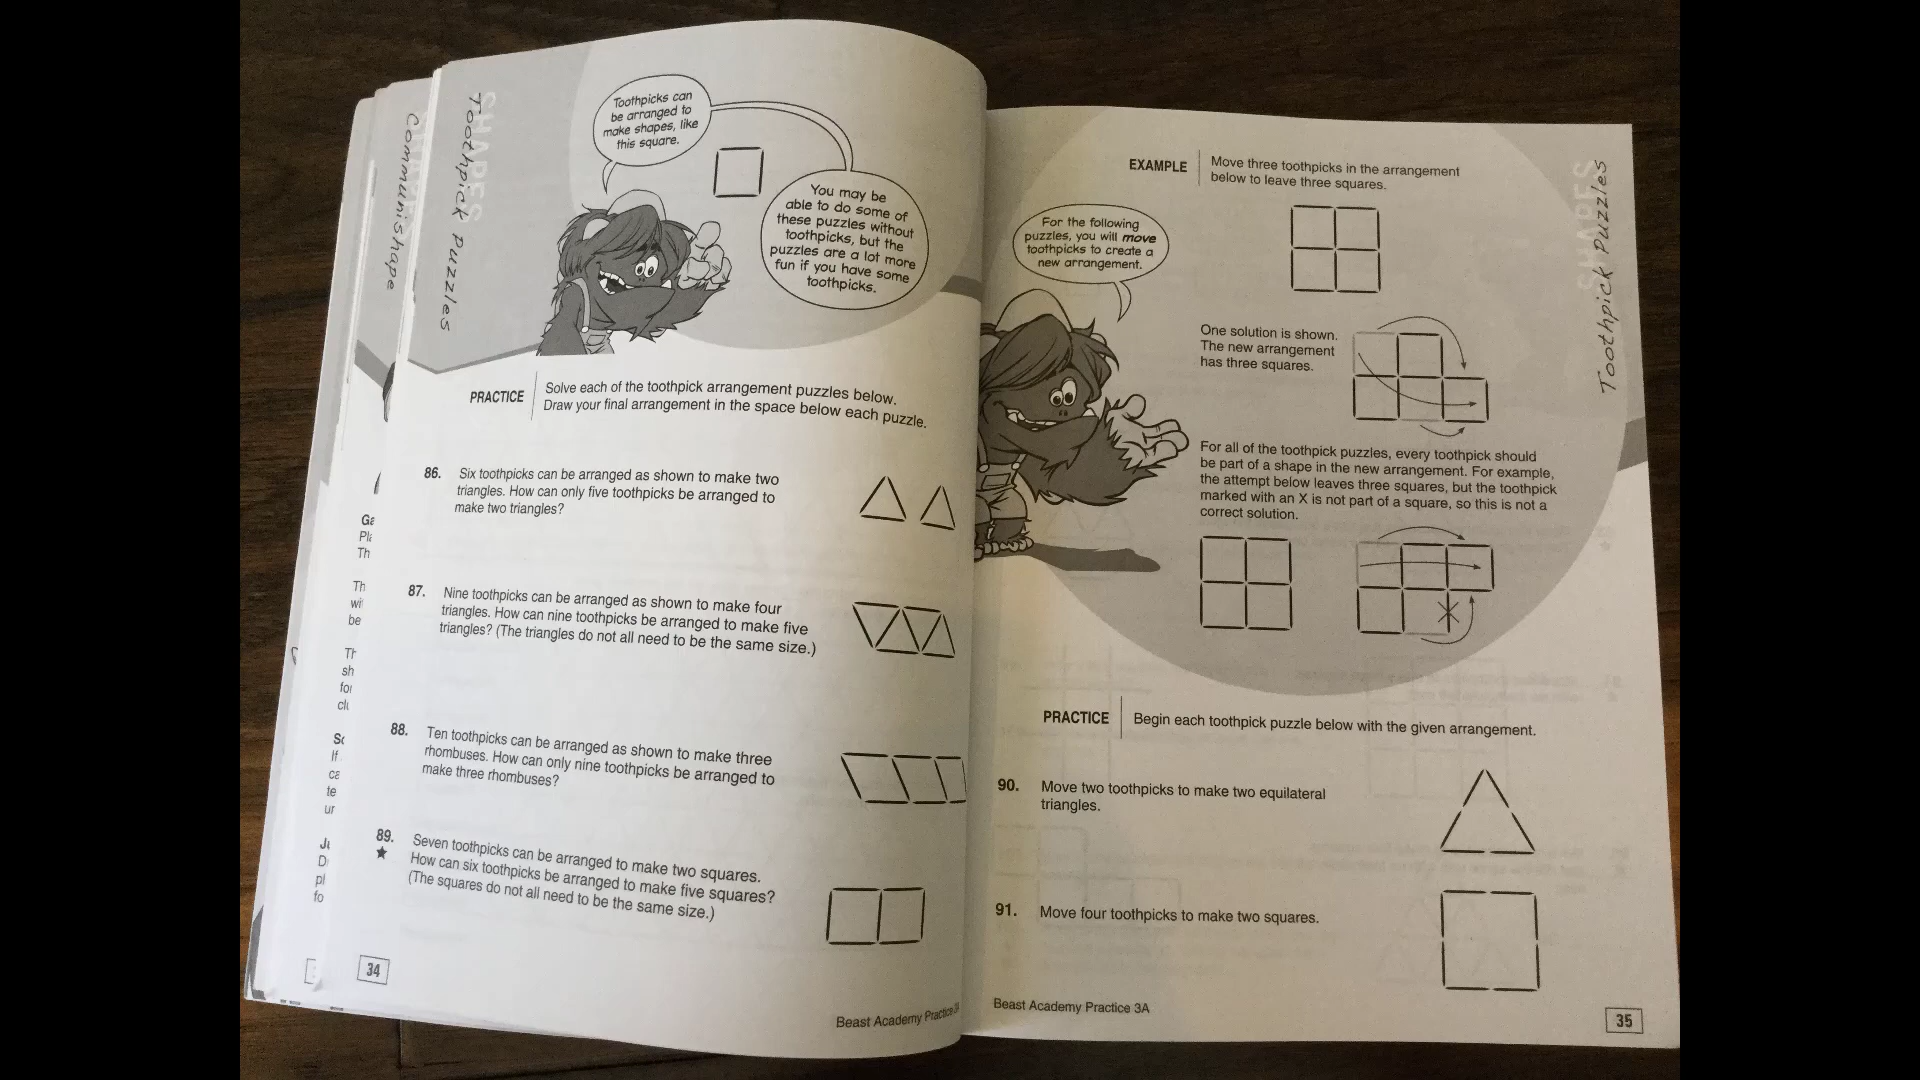 SHAPES
Toothpick Puzzles
Communishape
Toothpicks can
be arranged to
make shapes, like
this square.
You may be
able to do some of
these puzzles without
toothpicks, but the
puzzles are a lot more
fun if you have some
toothpicks.
PRACTICE
Solve each of the toothpick arrangement puzzles below.
Draw your final arrangement in the space below each puzzle.
86.
Six toothpicks can be arranged as shown to make two
triangles. How can only five toothpicks be arranged to
make two triangles?
87.
Nine toothpicks can be arranged as shown to make four
triangles. How can nine toothpicks be arranged to make five
triangles? (The triangles do not all need to be the same size.)
88.
Ten toothpicks can be arranged as shown to make three
rhombuses. How can only nine toothpicks be arranged to
make three rhombuses?
89.
★
Seven toothpicks can be arranged to make two squares.
How can six toothpicks be arranged to make five squares?
(The squares do not all need to be the same size.)
34
Beast Academy Practice
Ga
Th
Th
wi
be
sh
for
If
ca
te
ur
D
pl
fo
EXAMPLE
Move three toothpicks in the arrangement
below to leave three squares.
SHAPES
Toothpick Puzzles
For the following
puzzles, you will move
toothpicks to create a
new arrangement.
One solution is shown.
The new arrangement
has three squares.
For all of the toothpick puzzles, every toothpick should
be part of a shape in the new arrangement. For example,
the attempt below leaves three squares, but the toothpick
marked with an X is not part of a square, so this is not a
correct solution.
PRACTICE
Begin each toothpick puzzle below with the given arrangement.
90.
Move two toothpicks to make two equilateral
triangles.
91.
Move four toothpicks to make two squares.
Beast Academy Practice 3A
35